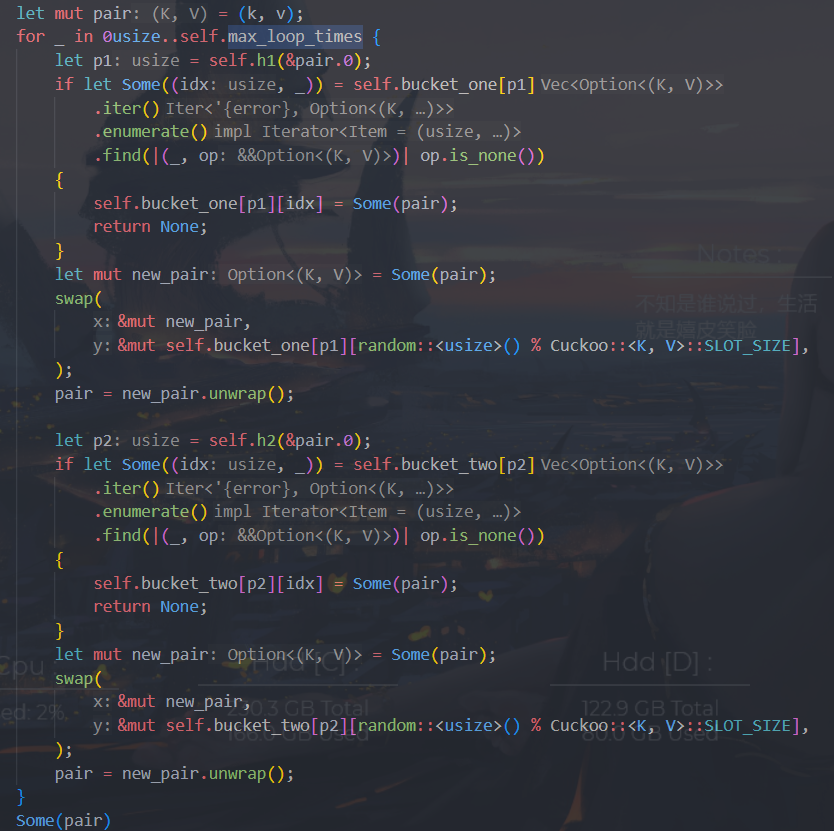 let mut pair: (K, V) = (k, v);
for _ in 0usize..self.max_loop_times {
let p1: usize = self.h1(&pair.0);
if let Some((idx: usize, _)) = self.bucket_one[p1] Vec<Option<(K, V)>>
.iter() Iter<'{error}, Option<(K, …)>>
.enumerate() impl Iterator<Item = (usize, …)>
.find(|(_, op: &&Option<(K, V)>)| op.is_none())
{
self.bucket_one[p1][idx] = Some(pair);
return None;
}
Notes :
let mut new_pair: Option<(K, V)> = Some(pair);
swap(
不知是谁说过，生活
x: &mut new_pair,
就是嬉皮笑脸
y: &mut self.bucket_one[p1][random::<usize>() % Cuckoo::<K, V>::SLOT_SIZE],
);
pair = new_pair.unwrap();
let p2: usize = self.h2(&pair.0);
if let Some((idx: usize, _)) = self.bucket_two[p2] Vec<Option<(K, V)>>
.iter() Iter<'{error}, Option<(K, …)>>
.enumerate() impl Iterator<Item = (usize, …)>
.find(|(_, op: &&Option<(K, V)>)| op.is_none())
{
self.bucket_two[p2][idx] = Some(pair);
return None;
}
let mut new_pair: Option<(K, V)> = Some(pair);
Cpu
Hdd [C] :
Hdd [D] :
swap(
x: &mut new_pair,
ed: 2%
GB Total
122.9 GB Total
y: &mut self.bucket_two[p2][random::<usize>() % Cuckoo::<K, V>::SLOT_SIZE],
GB Used
GB Used
);
pair = new_pair.unwrap();
}
Some(pair)